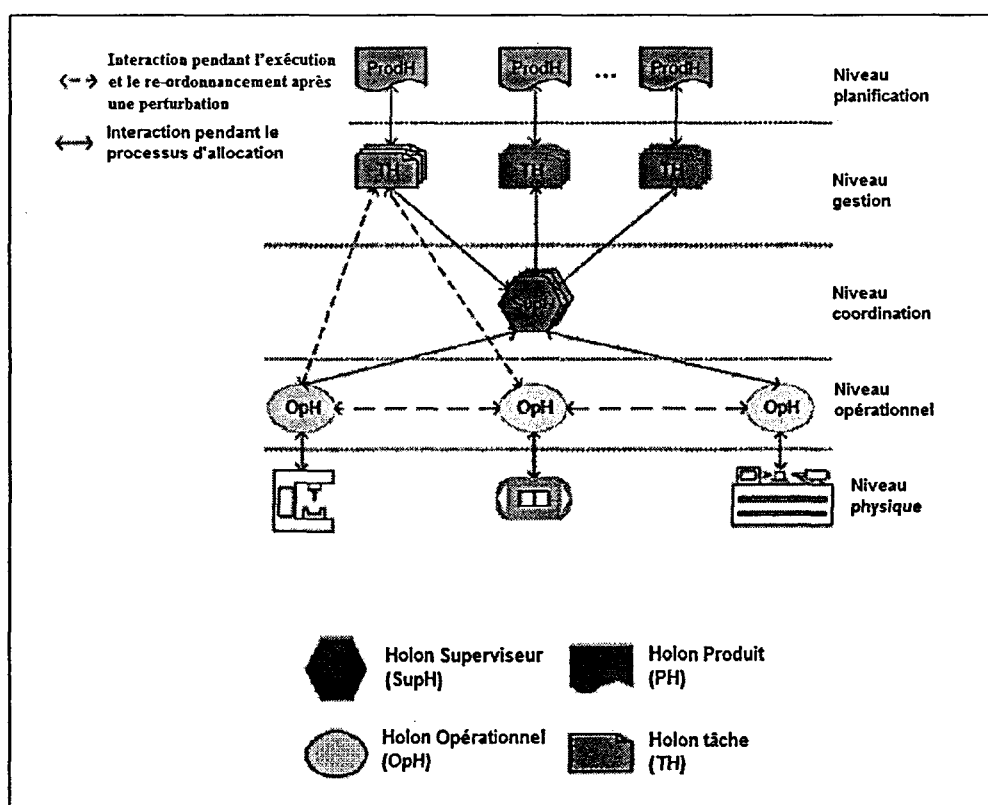 Interaction pendant l'exécution
et le re-ordonnancement après
une perturbation
Interaction pendant le
processus d'allocation
ProdH
ProdH
...
ProdH
Niveau
planification
TH
TH
TH
Niveau
gestion
SupH
Niveau
coordination
OpH
OpH
OpH
Niveau
opérationnel
Niveau
physique
Holon Superviseur
(SupH)
Holon Produit
(PH)
Holon Opérationnel
(OpH)
Holon tâche
(TH)